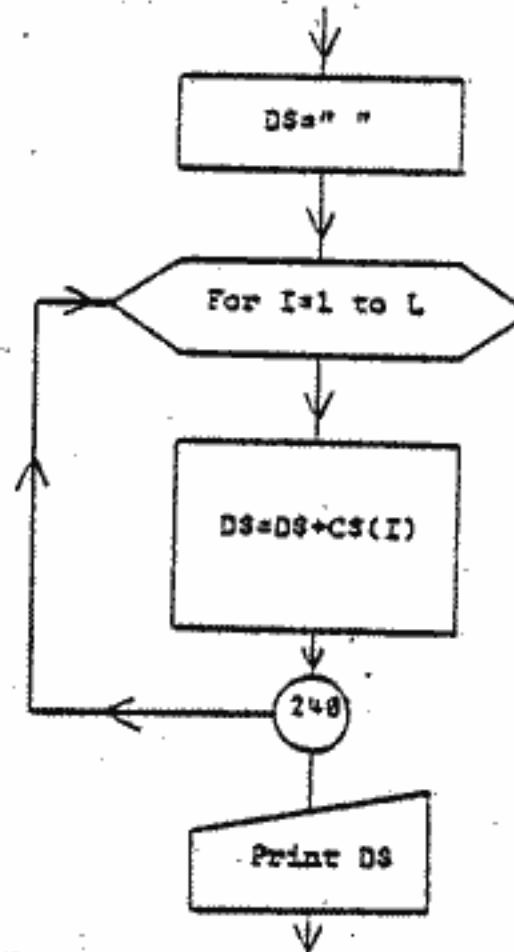 D$=" "
For I=1 to L
D$=D$+C$(I)
240
Print D$